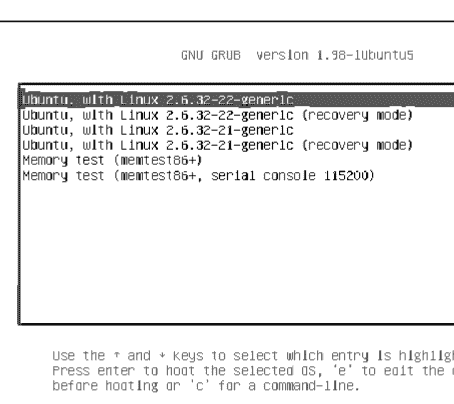 GNU GRUB version 1.98-1ubuntu5
Ubuntu, with Linux 2.6.32-22-generic
Ubuntu, with Linux 2.6.32-22-generic (recovery mode)
Ubuntu, with Linux 2.6.32-21-generic
Ubuntu, with Linux 2.6.32-21-generic (recovery mode)
Memory test (memtest86+)
Memory test (memtest86+, serial console 115200)
Use the ↑ and ↓ keys to select which entry is highligh
Press enter to boot the selected OS, 'e' to edit the
before booting or 'c' for a command-line.